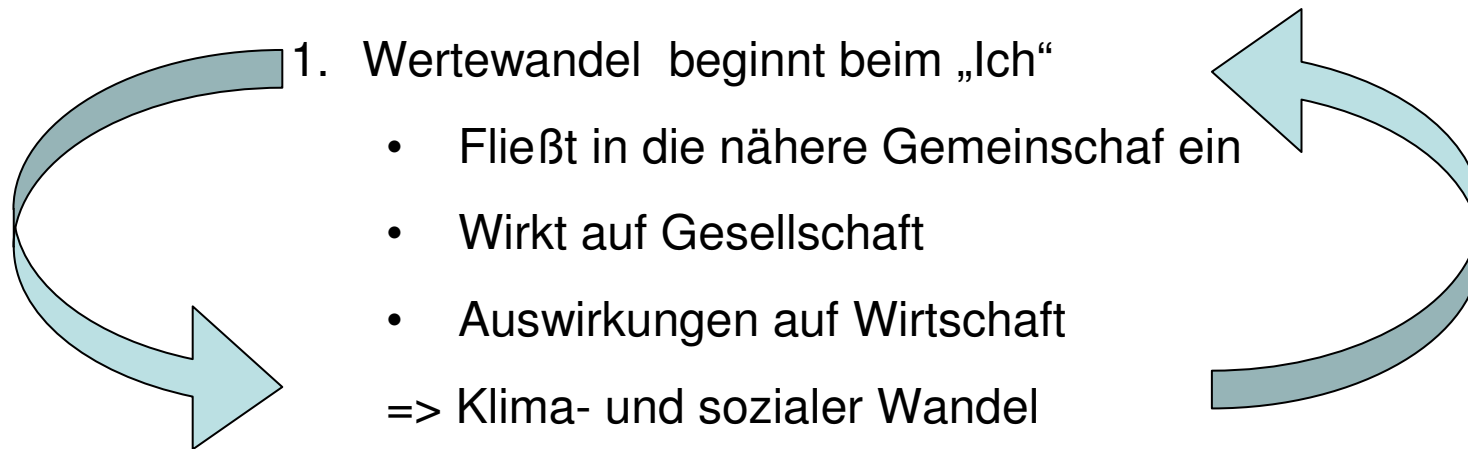 1. Wertewandel beginnt beim „Ich“
• Fließt in die nähere Gemeinschaf ein
• Wirkt auf Gesellschaft
• Auswirkungen auf Wirtschaft
=> Klima- und sozialer Wandel